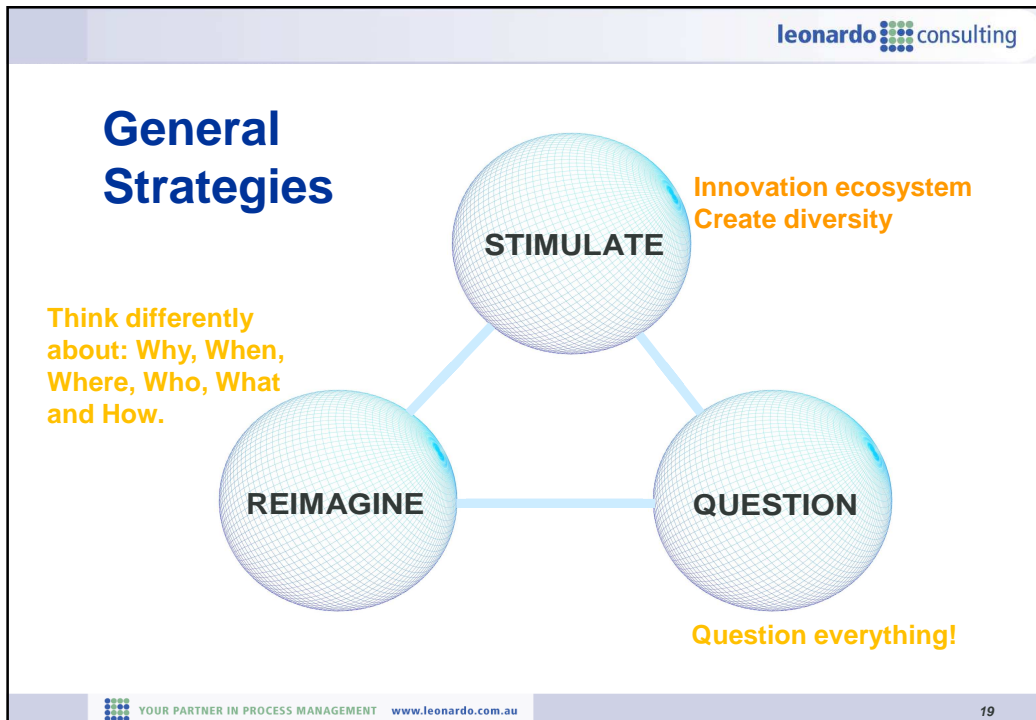 leonardo consulting
General
Strategies
STIMULATE
Innovation ecosystem
Create diversity
Think differently
about: Why, When,
Where, Who, What
and How.
REIMAGINE
QUESTION
Question everything!
YOUR PARTNER IN PROCESS MANAGEMENT www.leonardo.com.au
19